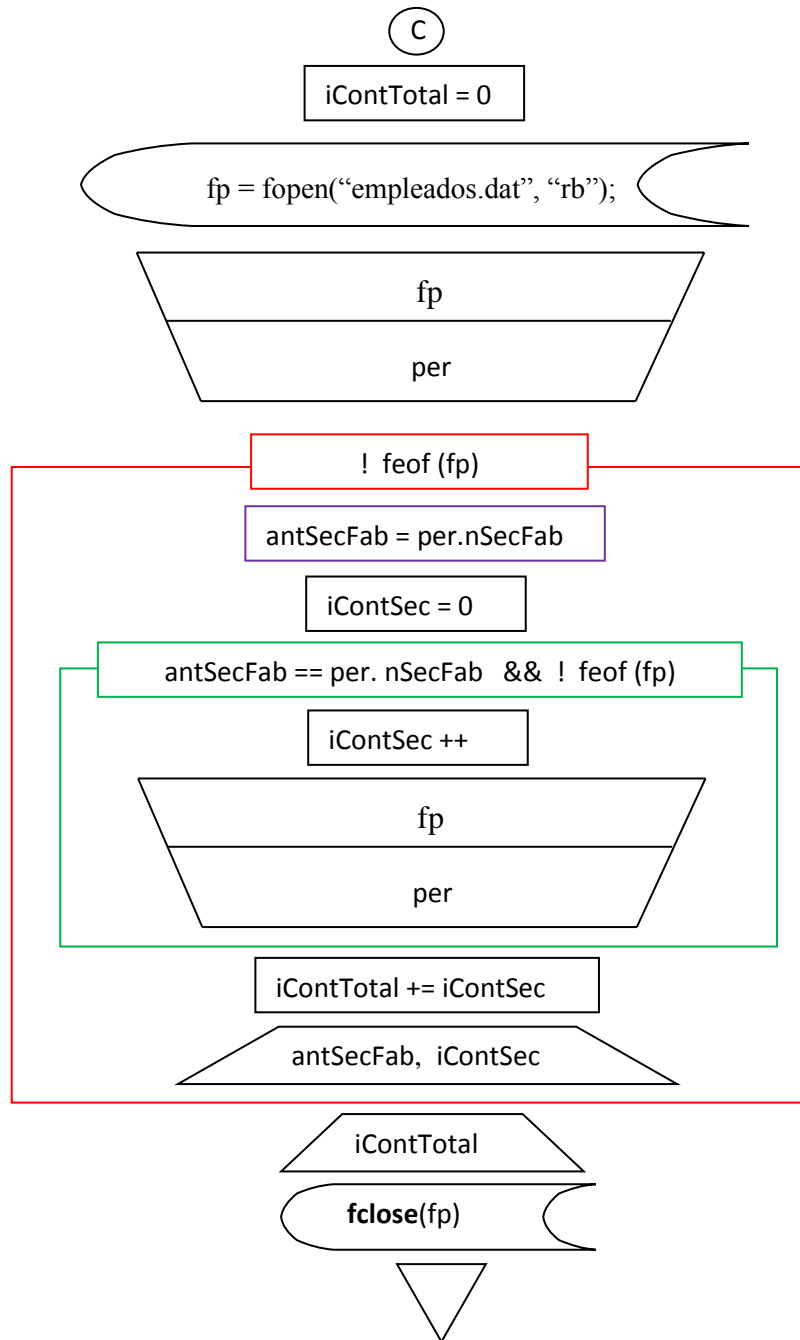 C
iContTotal = 0
fp = fopen(“empleados.dat”, “rb”);
fp
per
! feof (fp)
antSecFab = per.nSecFab
iContSec = 0
antSecFab == per. nSecFab && ! feof (fp)
iContSec ++
fp
per
iContTotal += iContSec
antSecFab, iContSec
iContTotal
fclose(fp)